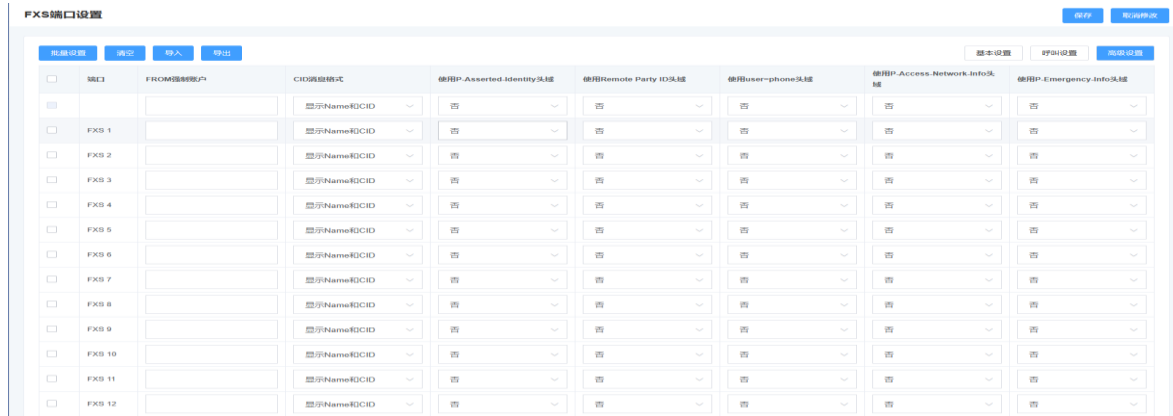 FXS端口设置
保存 取消修改
批量设置 清空 导入 导出 基本设置 呼叫设置 高级设置
端口 FROM强制账户 CID消息格式 使用P-Asserted-Identity头域 使用Remote Party ID头域 使用user=phone头域 使用P-Access-Network-Info头域 使用P-Emergency-Info头域
显示Name和CID 否 否 否 否 否
FXS 1 显示Name和CID 否 否 否 否 否
FXS 2 显示Name和CID 否 否 否 否 否
FXS 3 显示Name和CID 否 否 否 否 否
FXS 4 显示Name和CID 否 否 否 否 否
FXS 5 显示Name和CID 否 否 否 否 否
FXS 6 显示Name和CID 否 否 否 否 否
FXS 7 显示Name和CID 否 否 否 否 否
FXS 8 显示Name和CID 否 否 否 否 否
FXS 9 显示Name和CID 否 否 否 否 否
FXS 10 显示Name和CID 否 否 否 否 否
FXS 11 显示Name和CID 否 否 否 否 否
FXS 12 显示Name和CID 否 否 否 否 否